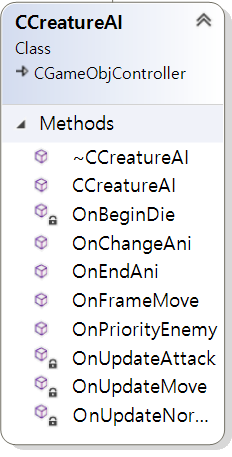 CCreatureAI
Class
CGameObjController
Methods
~CCreatureAI
CCreatureAI
OnBeginDie
OnChangeAni
OnEndAni
OnFrameMove
OnPriorityEnemy
OnUpdateAttack
OnUpdateMove
OnUpdateNor...